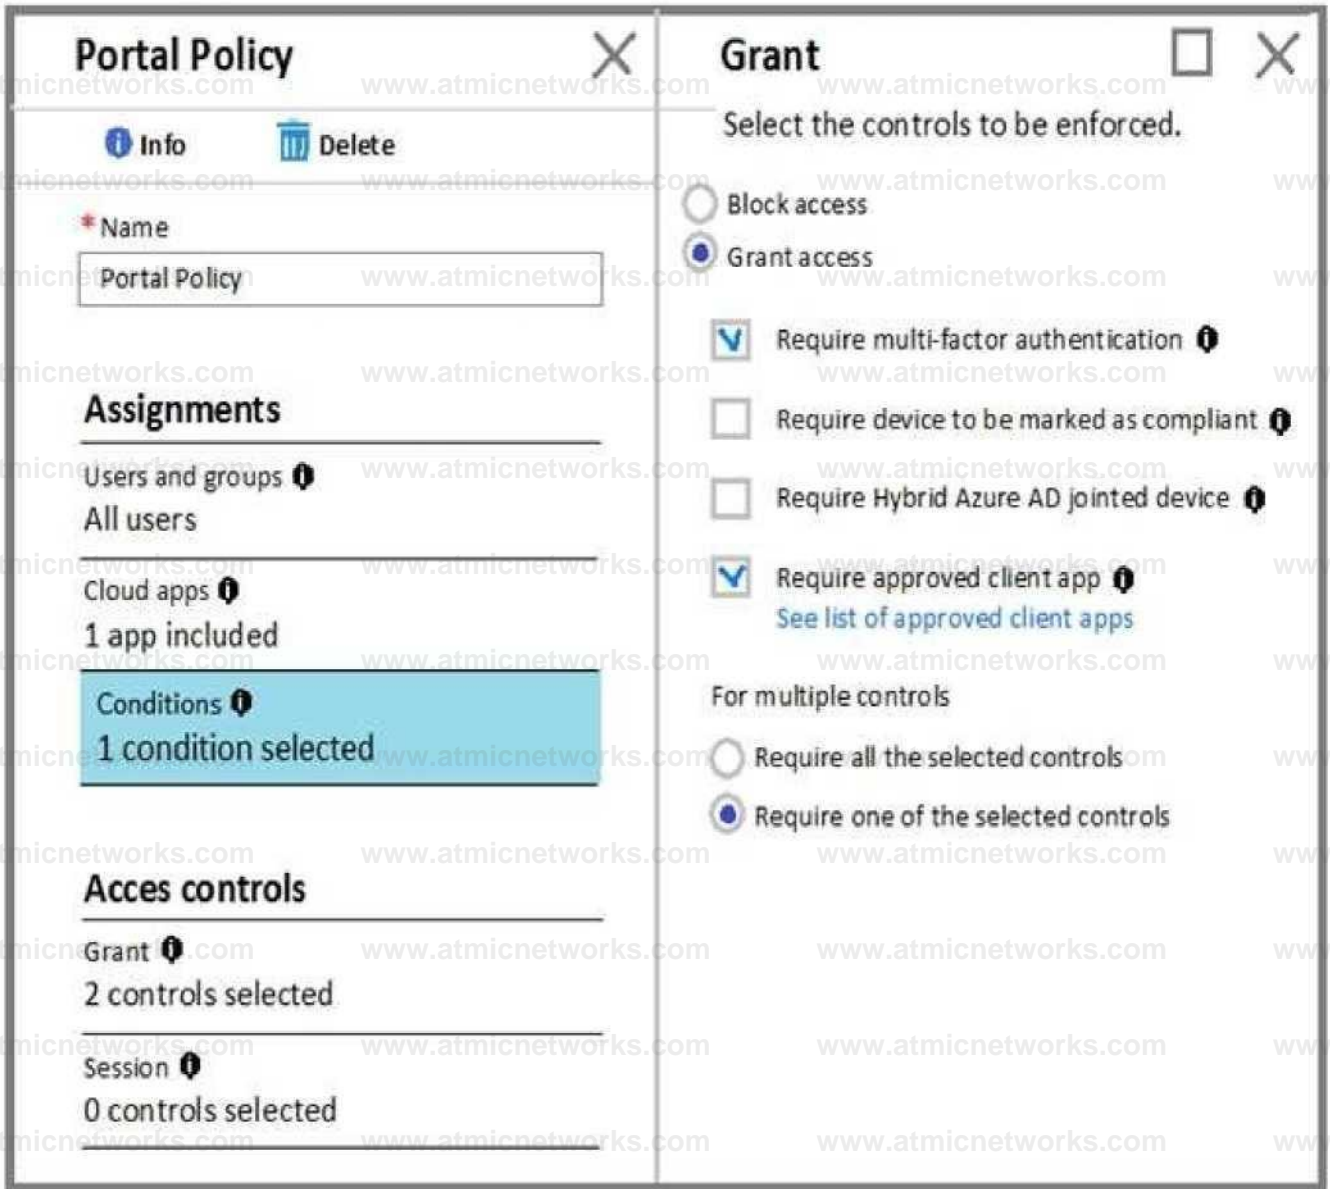 Portal Policy
Info Delete
* Name
Portal Policy
Assignments
Users and groups
All users
Cloud apps
1 app included
Conditions
1 condition selected
Acces controls
Grant
2 controls selected
Session
0 controls selected
Grant
Select the controls to be enforced.
Block access
Grant access
Require multi-factor authentication
Require device to be marked as compliant
Require Hybrid Azure AD jointed device
Require approved client app
See list of approved client apps
For multiple controls
Require all the selected controls
Require one of the selected controls
www.atmicnetworks.com